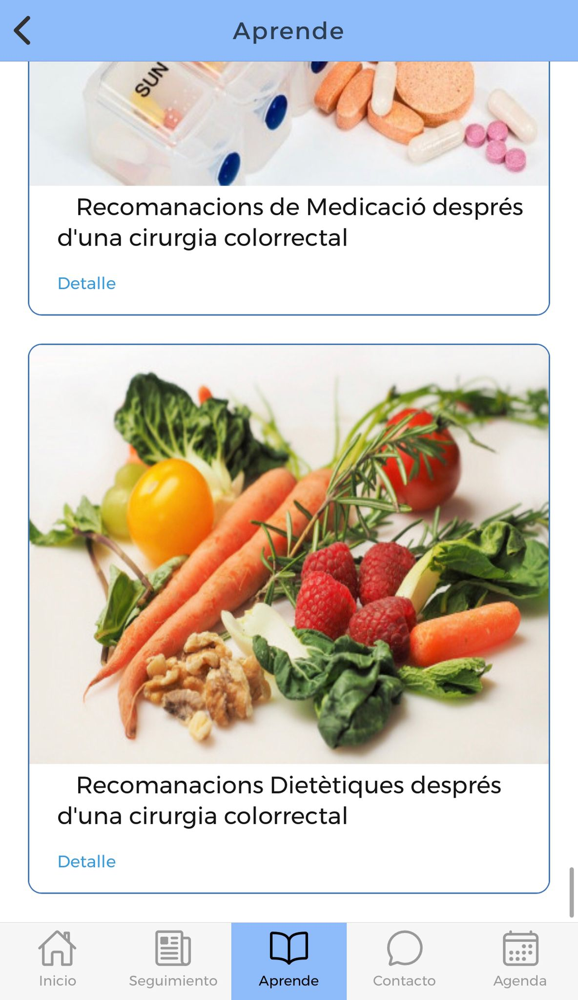 Aprende
SUN
Recomanacions de Medicació després
d'una cirurgia colorrectal
Detalle
Recomanacions Dietètiques després
d'una cirurgia colorrectal
Detalle
Inicio
Seguimiento
Aprende
Contacto
Agenda